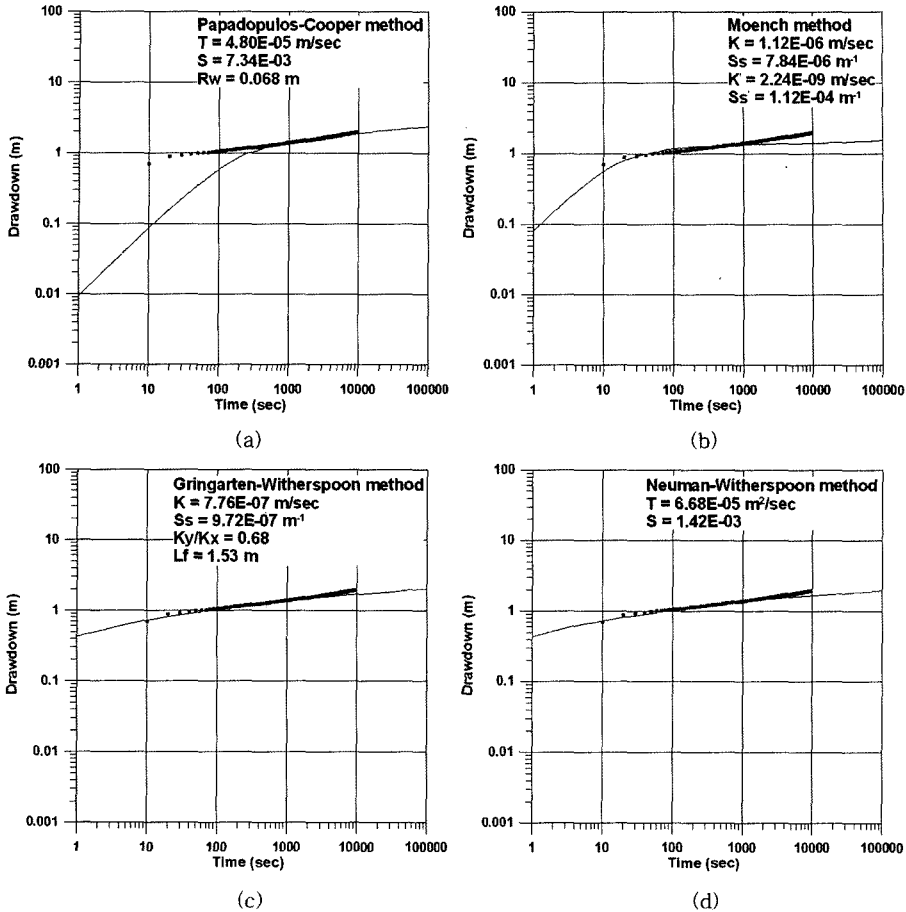 Papadopulos-Cooper method
T = 4.80E-05 m/sec
S = 7.34E-03
Rw = 0.068 m
100
10
1
0.1
0.01
0.001
Drawdown (m)
1 10 100 1000 10000 100000
Time (sec)
(a)
Moench method
K = 1.12E-06 m/sec
Ss = 7.84E-06 m⁻¹
K' = 2.24E-09 m/sec
Ss' = 1.12E-04 m⁻¹
100
10
1
0.1
0.01
0.001
Drawdown (m)
1 10 100 1000 10000 100000
Time (sec)
(b)
Gringarten-Witherspoon method
K = 7.76E-07 m/sec
Ss = 9.72E-07 m⁻¹
Ky/Kx = 0.68
Lf = 1.53 m
100
10
1
0.1
0.01
0.001
Drawdown (m)
1 10 100 1000 10000 100000
Time (sec)
(c)
Neuman-Witherspoon method
T = 6.68E-05 m²/sec
S = 1.42E-03
100
10
1
0.1
0.01
0.001
Drawdown (m)
1 10 100 1000 10000 100000
Time (sec)
(d)